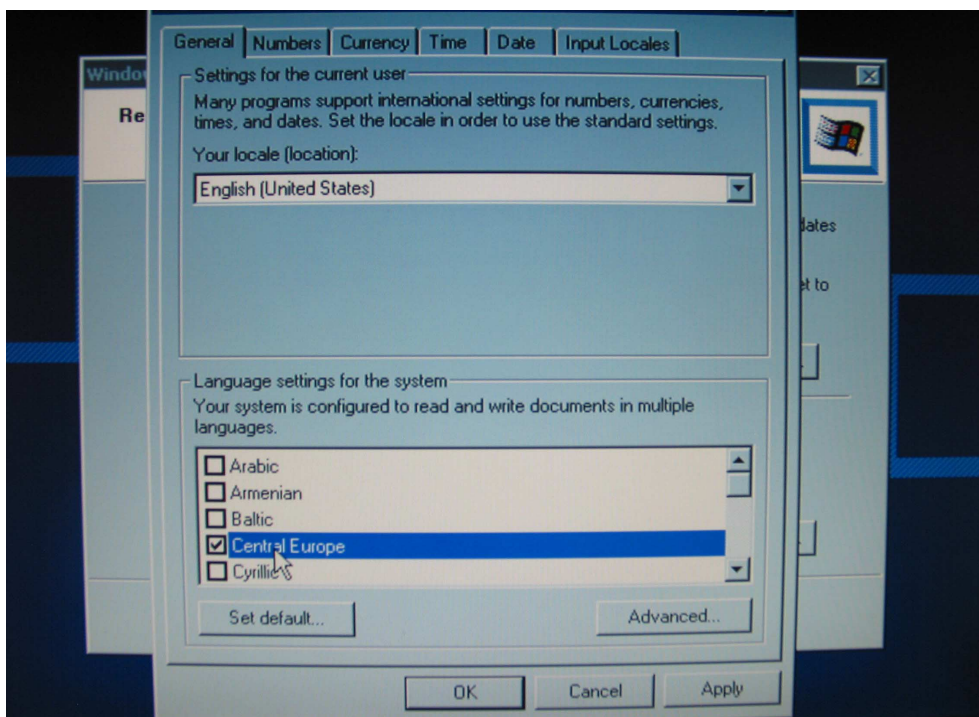 General Numbers Currency Time Date Input Locales
Settings for the current user
Many programs support international settings for numbers, currencies,
times, and dates. Set the locale in order to use the standard settings.
Your locale (location):
English (United States)
Language settings for the system
Your system is configured to read and write documents in multiple
languages.
Arabic
Armenian
Baltic
Central Europe
Cyrillic
Set default...
Advanced...
OK Cancel Apply
Windo
Re
dates
et to